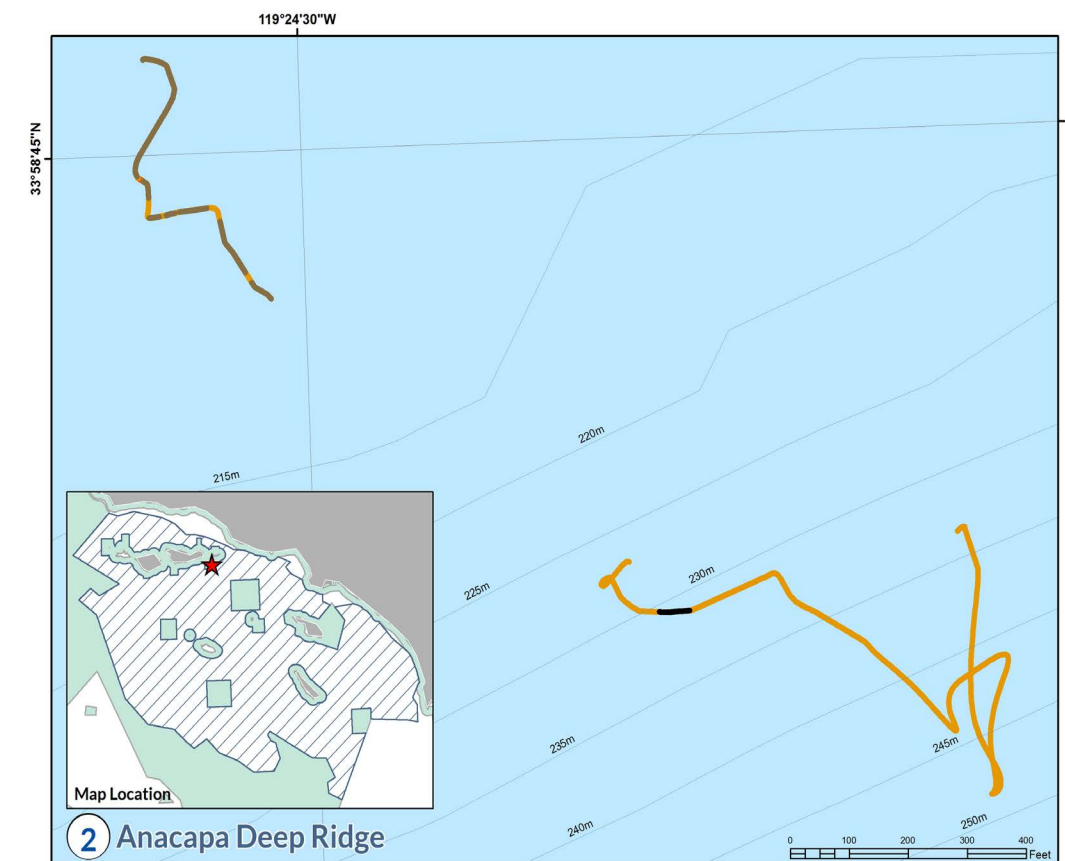 119°24'30"W
33°58'45"N
215m
220m
225m
230m
235m
240m
245m
250m
Map Location
2 Anacapa Deep Ridge
0 100 200 300 400
Feet